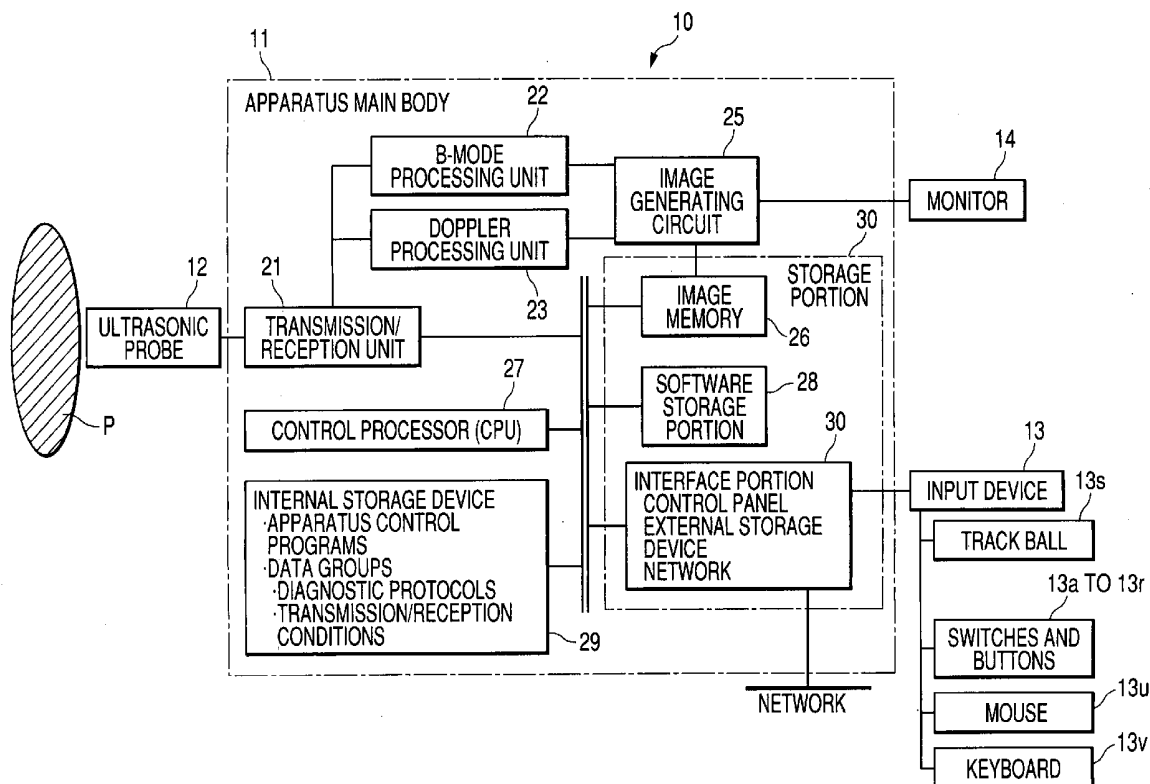 10
11
APPARATUS MAIN BODY
22
B-MODE
PROCESSING UNIT
25
IMAGE
GENERATING
CIRCUIT
14
MONITOR
DOPPLER
PROCESSING UNIT
23
30
STORAGE
PORTION
12
ULTRASONIC
PROBE
21
TRANSMISSION/
RECEPTION UNIT
IMAGE
MEMORY
26
P
27
CONTROL PROCESSOR (CPU)
28
SOFTWARE
STORAGE
PORTION
30
INTERFACE PORTION
CONTROL PANEL
EXTERNAL STORAGE
DEVICE
NETWORK
INTERNAL STORAGE DEVICE
·APPARATUS CONTROL
PROGRAMS
·DATA GROUPS
·DIAGNOSTIC PROTOCOLS
·TRANSMISSION/RECEPTION
CONDITIONS
29
NETWORK
13
INPUT DEVICE
13s
TRACK BALL
13a TO 13r
SWITCHES AND
BUTTONS
13u
MOUSE
13v
KEYBOARD